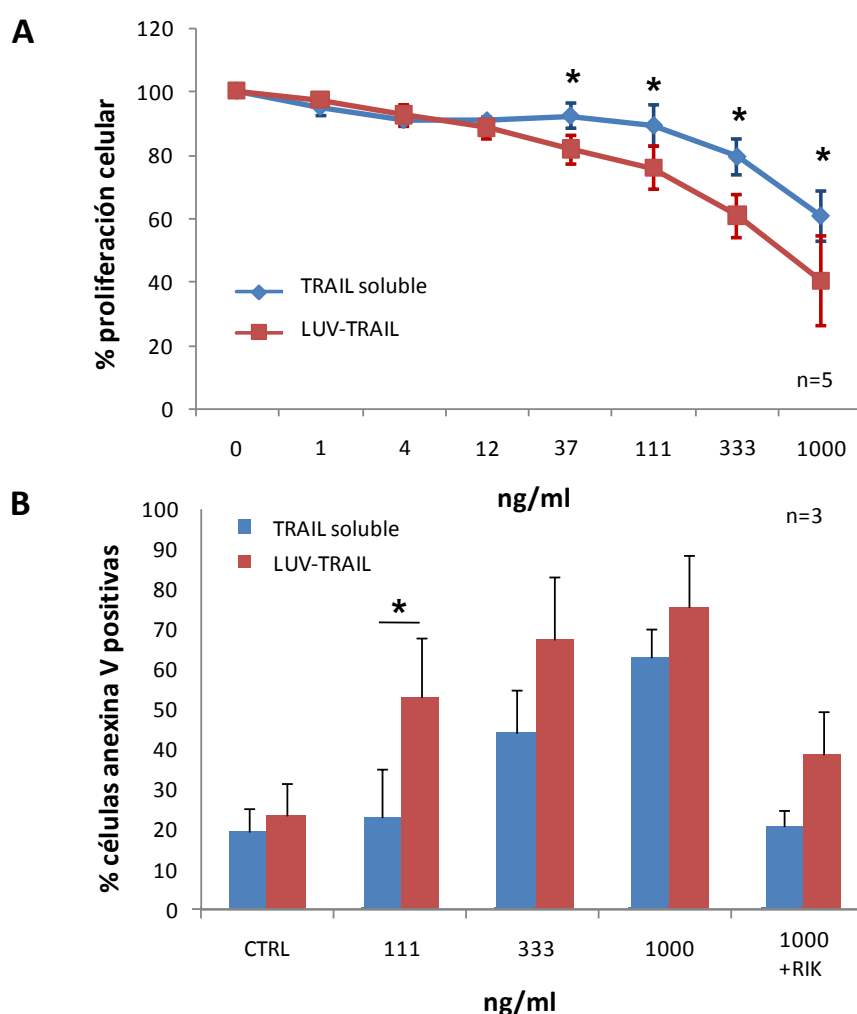 A
% proliferación celular
120
100
80
60
40
20
0
*
*
*
*
TRAIL soluble
LUV-TRAIL
n=5
0 1 4 12 37 111 333 1000
ng/ml
B
% células anexina V positivas
100
90
80
70
60
50
40
30
20
10
0
TRAIL soluble
LUV-TRAIL
n=3
*
CTRL 111 333 1000 1000
+RIK
ng/ml